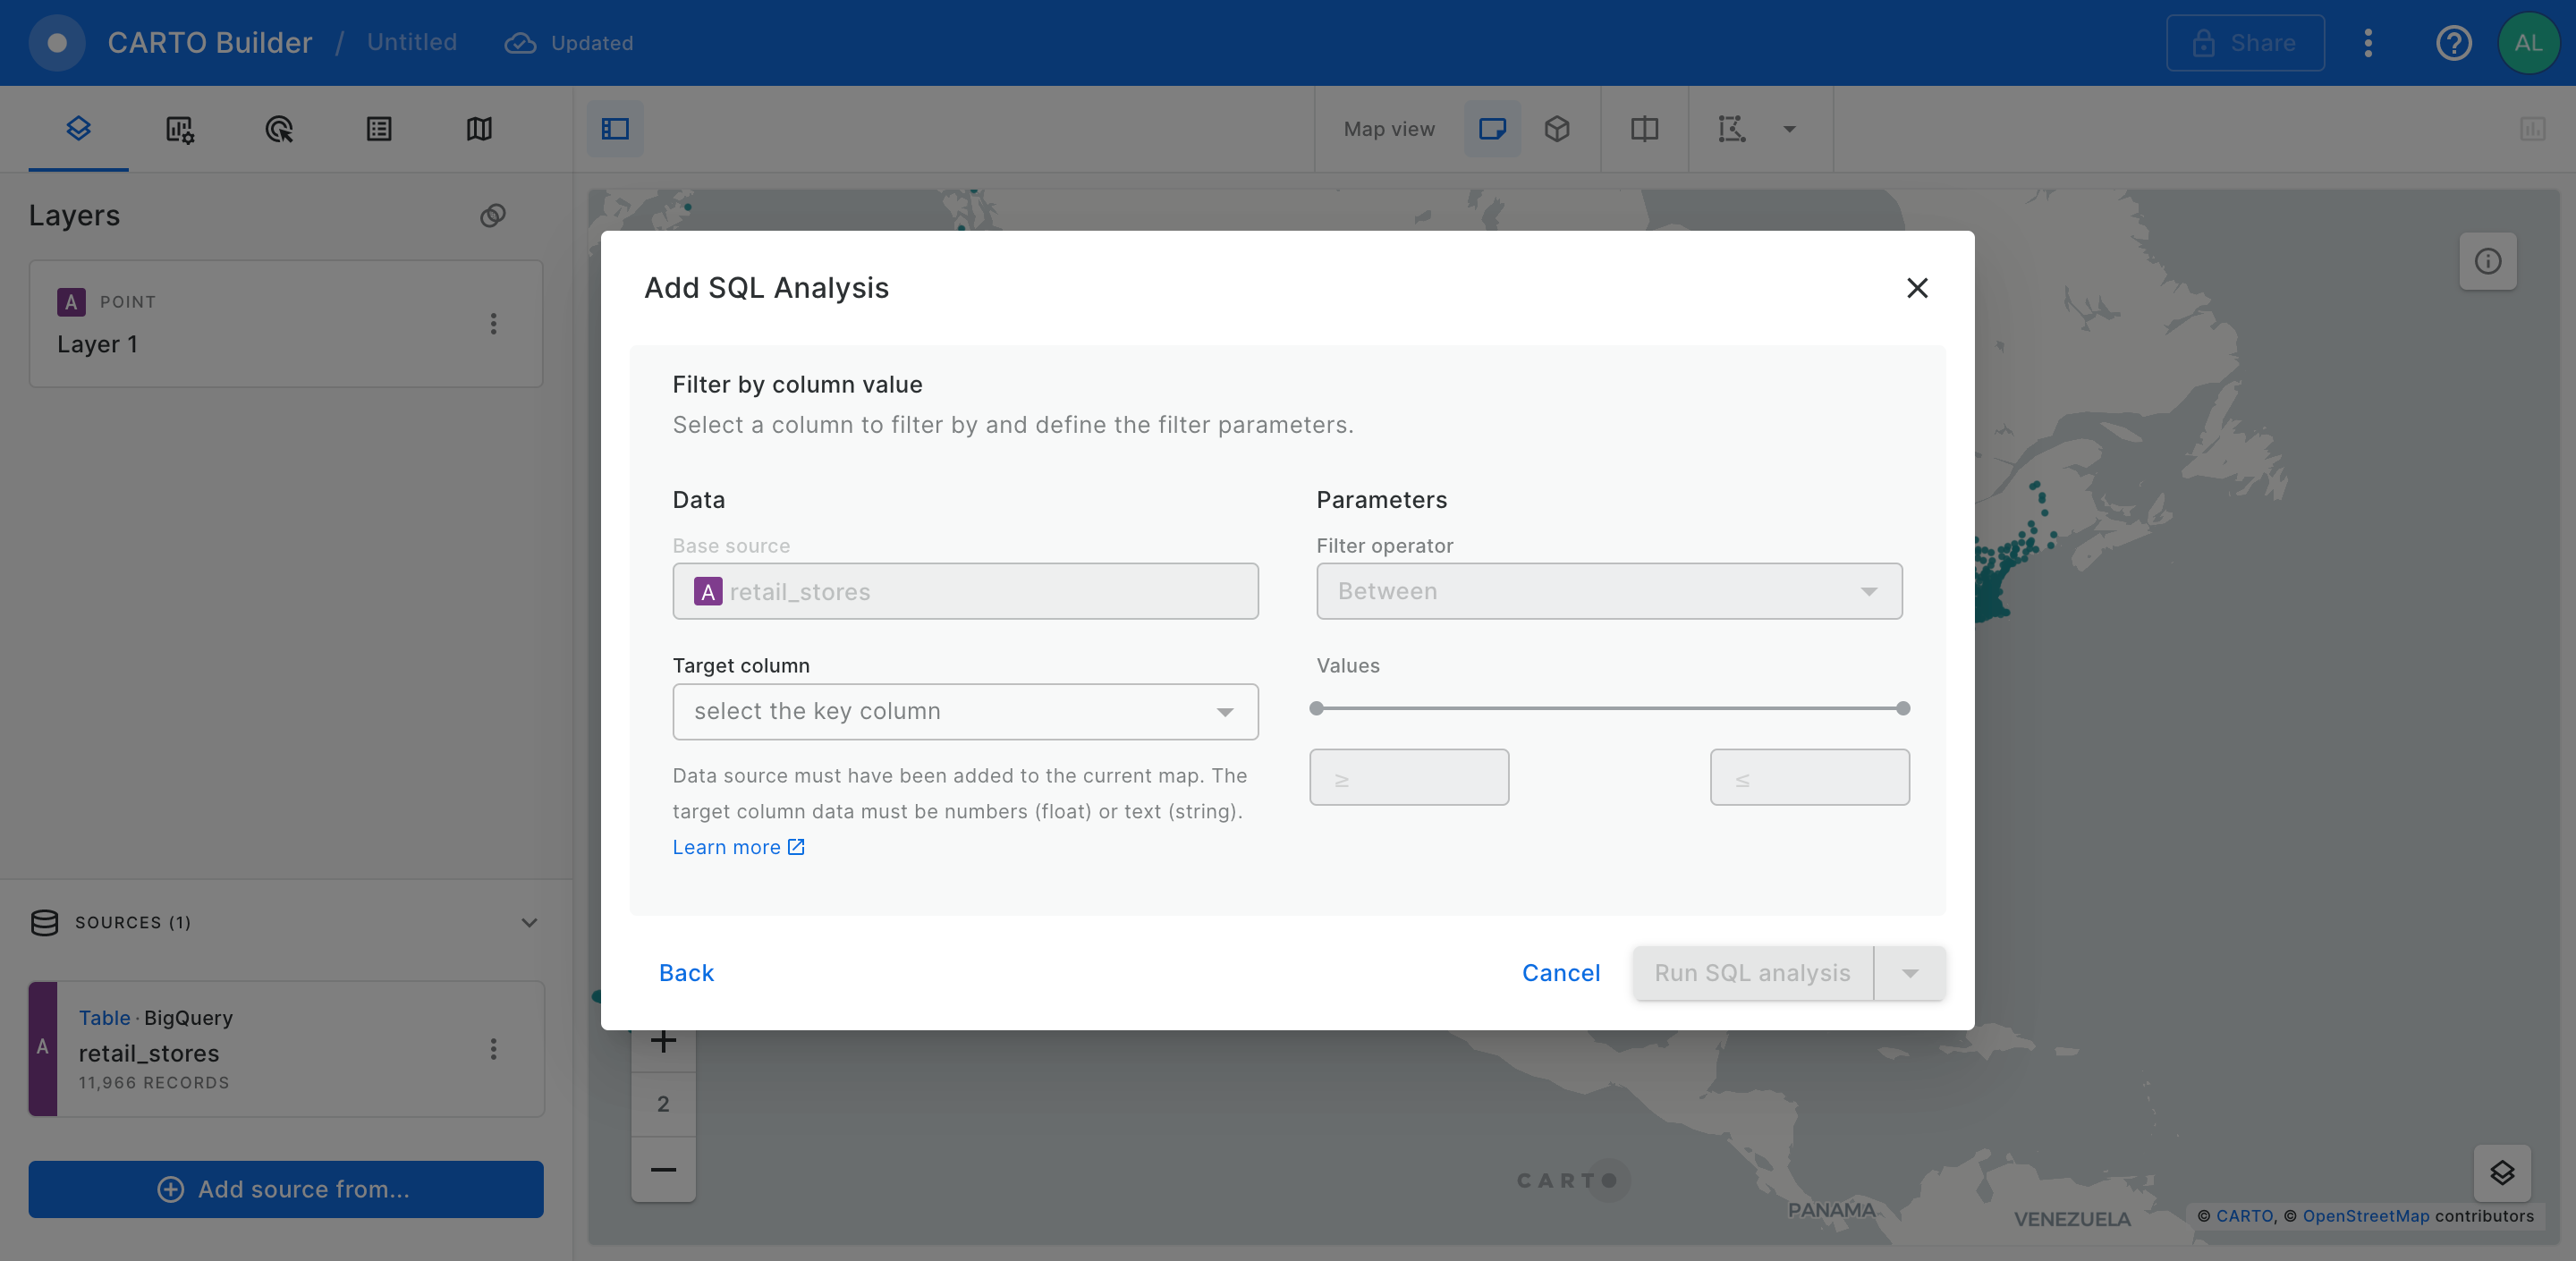 CARTO Builder / Untitled Updated Share AL
Map view
Layers
A POINT
Layer 1
Add SQL Analysis
Filter by column value
Select a column to filter by and define the filter parameters.
Data
Base source
A retail_stores
Target column
select the key column
Data source must have been added to the current map. The
target column data must be numbers (float) or text (string).
Learn more
Parameters
Filter operator
Between
Values
≥ ≤
Back Cancel Run SQL analysis
SOURCES (1)
A
Table · BigQuery
retail_stores
11,966 RECORDS
Add source from...
2
CARTO
PANAMA
VENEZUELA
© CARTO, © OpenStreetMap contributors